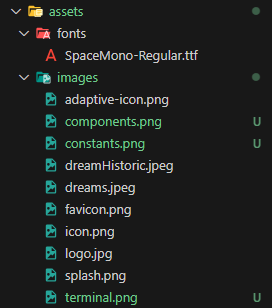 assets
fonts
SpaceMono-Regular.ttf
images
adaptive-icon.png
components.png U
constants.png U
dreamHistoric.jpeg
dreams.jpeg
favicon.png
icon.png
logo.jpg
splash.png
terminal.png U